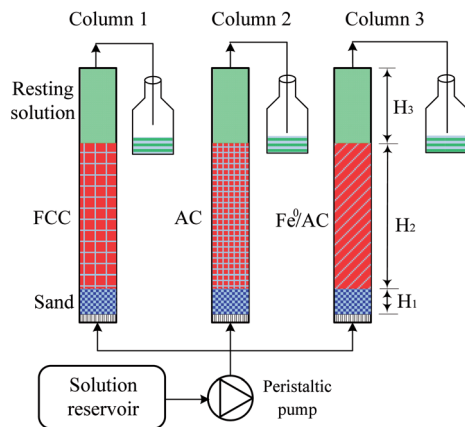 Column 1
Column 2
Column 3
Resting
solution
H3
FCC
AC
Fe⁰/AC
H2
Sand
H1
Solution
reservoir
Peristaltic
pump